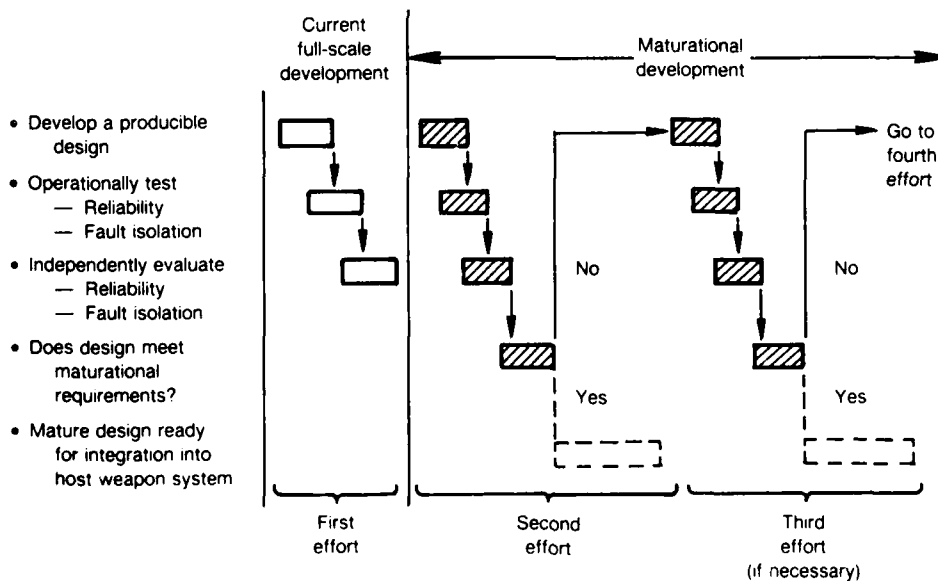 Current
full-scale
development
Maturational
development
• Develop a producible
design
• Operationally test
— Reliability
— Fault isolation
• Independently evaluate
— Reliability
— Fault isolation
• Does design meet
maturational
requirements?
• Mature design ready
for integration into
host weapon system
No
Yes
No
Yes
Go to
fourth
effort
First
effort
Second
effort
Third
effort
(if necessary)